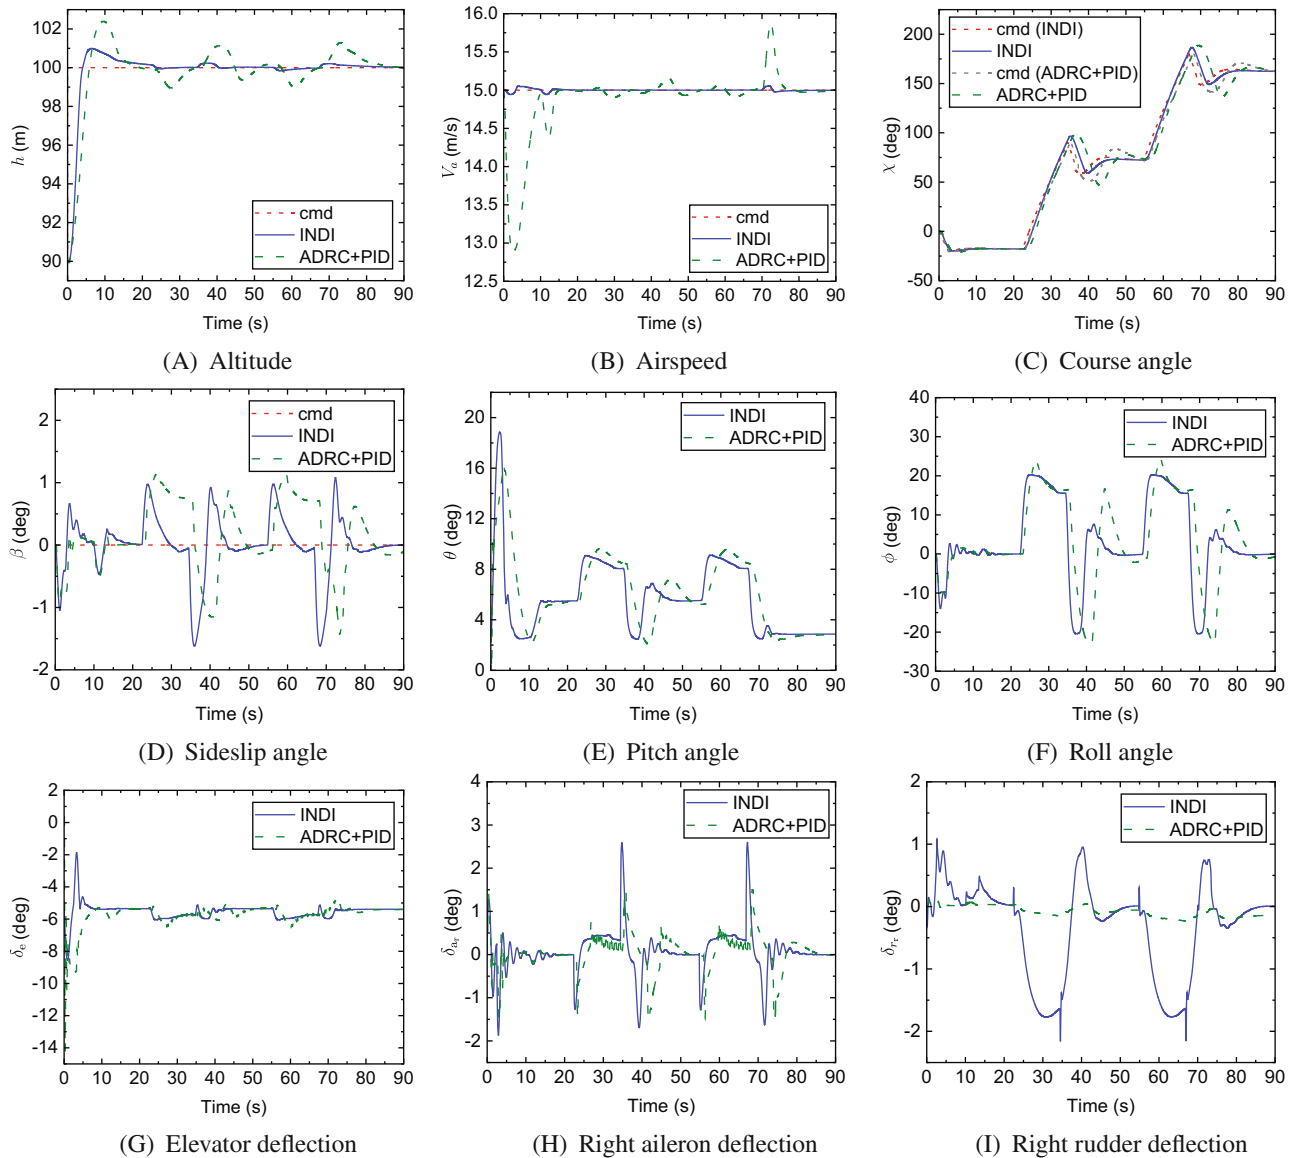 102
100
98
96
94
92
90
h (m)
cmd
INDI
ADRC+PID
0 10 20 30 40 50 60 70 80 90
Time (s)
(A) Altitude
16.0
15.5
15.0
14.5
14.0
13.5
13.0
12.5
Va (m/s)
cmd
INDI
ADRC+PID
0 10 20 30 40 50 60 70 80 90
Time (s)
(B) Airspeed
200
150
100
50
0
-50
χ (deg)
cmd (INDI)
INDI
cmd (ADRC+PID)
ADRC+PID
0 10 20 30 40 50 60 70 80 90
Time (s)
(C) Course angle
2
1
0
-1
-2
β (deg)
cmd
INDI
ADRC+PID
0 10 20 30 40 50 60 70 80 90
Time (s)
(D) Sideslip angle
20
16
12
8
4
0
θ (deg)
INDI
ADRC+PID
0 10 20 30 40 50 60 70 80 90
Time (s)
(E) Pitch angle
40
30
20
10
0
-10
-20
-30
ϕ (deg)
INDI
ADRC+PID
0 10 20 30 40 50 60 70 80 90
Time (s)
(F) Roll angle
2
0
-2
-4
-6
-8
-10
-12
-14
δe (deg)
INDI
ADRC+PID
0 10 20 30 40 50 60 70 80 90
Time (s)
(G) Elevator deflection
4
3
2
1
0
-1
-2
δar (deg)
INDI
ADRC+PID
0 10 20 30 40 50 60 70 80 90
Time (s)
(H) Right aileron deflection
2
1
0
-1
-2
δrr (deg)
INDI
ADRC+PID
0 10 20 30 40 50 60 70 80 90
Time (s)
(I) Right rudder deflection